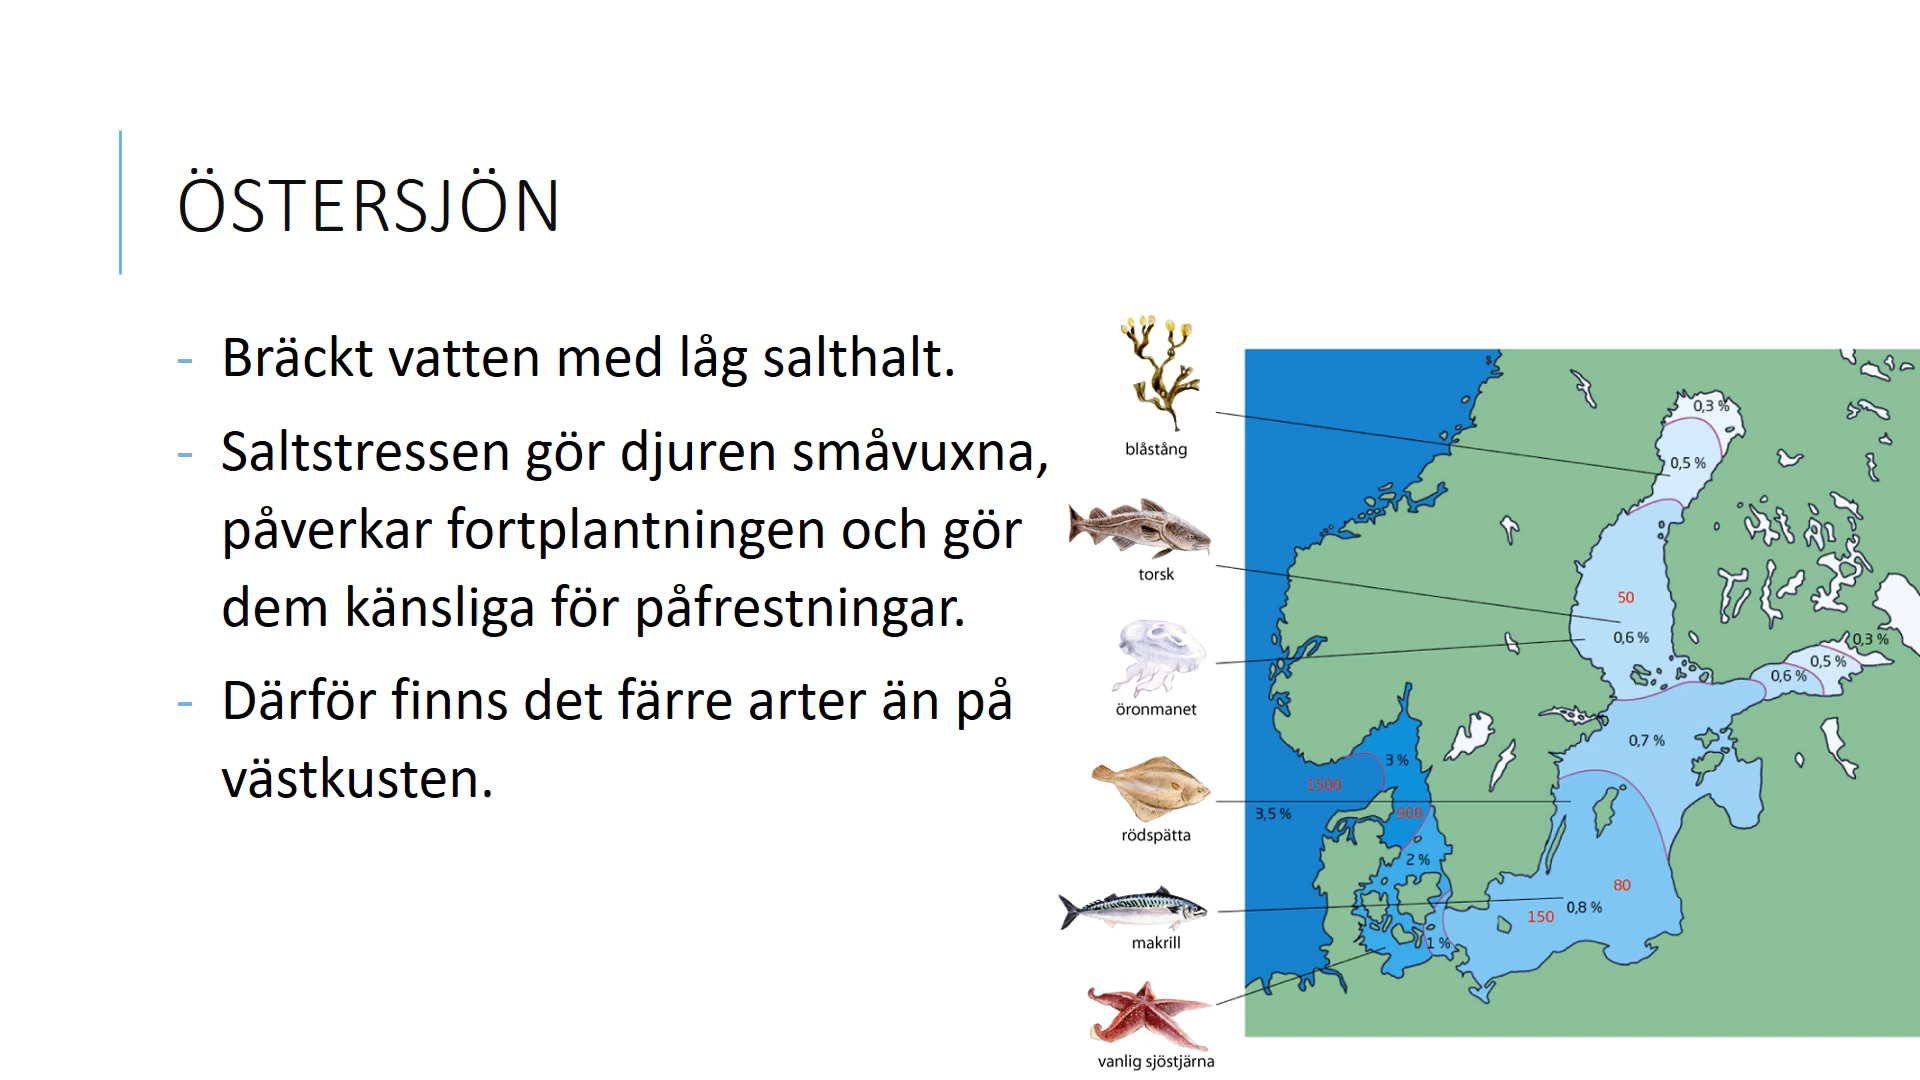 ÖSTERSJÖN
- Bräckt vatten med låg salthalt.
- Saltstressen gör djuren småvuxna,
påverkar fortplantningen och gör
dem känsliga för påfrestningar.
- Därför finns det färre arter än på
västkusten.
blåstång
torsk
öronmanet
rödspätta
makrill
vanlig sjöstjärna
0,3 %
0,5 %
50
0,6 %
0,3 %
0,5 %
0,6 %
0,7 %
3 %
1500
3,5 %
900
2 %
80
0,8 %
150
1 %